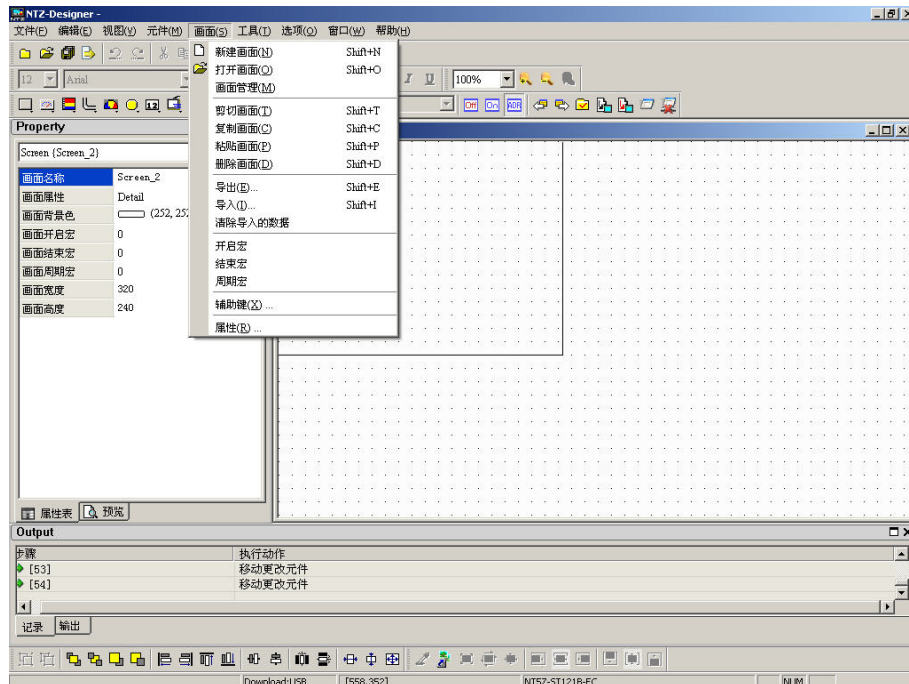 NTZ-Designer -
文件(F) 编辑(E) 视图(V) 元件(M) 画面(S) 工具(T) 选项(O) 窗口(W) 帮助(H)
新建画面(N) Shift+N
打开画面(O) Shift+O
画面管理(M)
剪切画面(T) Shift+T
复制画面(C) Shift+C
粘贴画面(P) Shift+P
删除画面(D) Shift+D
导出(E)... Shift+E
导入(I)... Shift+I
清除导入的数据
开启宏
结束宏
周期宏
辅助键(X) ...
属性(R) ...
12 Arial I U 100%
Off On ADR
Property
Screen {Screen_2}
画面名称 Screen_2
画面属性 Detail
画面背景色 (252, 252
画面开启宏 0
画面结束宏 0
画面周期宏 0
画面宽度 320
画面高度 240
属性表 预览
Output
步骤 执行动作
[53] 移动更改元件
[54] 移动更改元件
记录 输出
Download:USB [558,352] NT5Z-ST121B-EC NUM